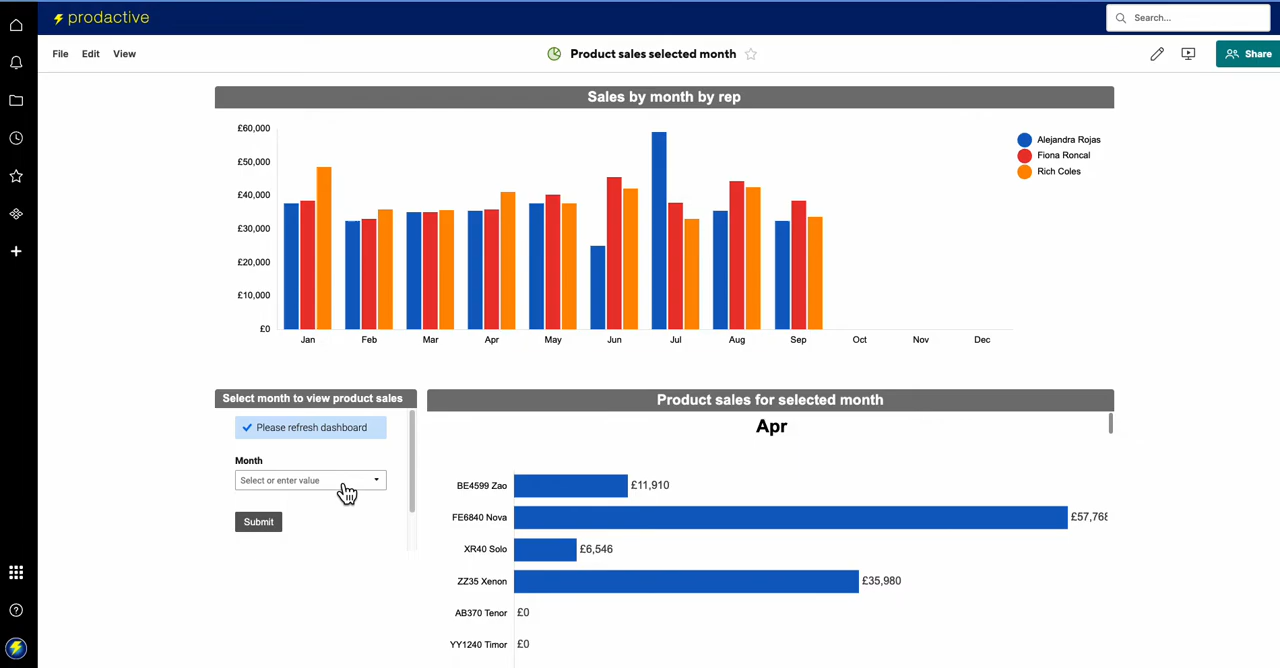 prodactive
Search...
File Edit View
Product sales selected month
Share
Sales by month by rep
£60,000
£50,000
£40,000
£30,000
£20,000
£10,000
£0
Jan Feb Mar Apr May Jun Jul Aug Sep Oct Nov Dec
Alejandra Rojas
Fiona Roncal
Rich Coles
Select month to view product sales
Please refresh dashboard
Month
Select or enter value
Submit
Product sales for selected month
Apr
BE4599 Zao £11,910
FE6840 Nova £57,768
XR40 Solo £6,546
ZZ35 Xenon £35,980
AB370 Tenor £0
YY1240 Timor £0